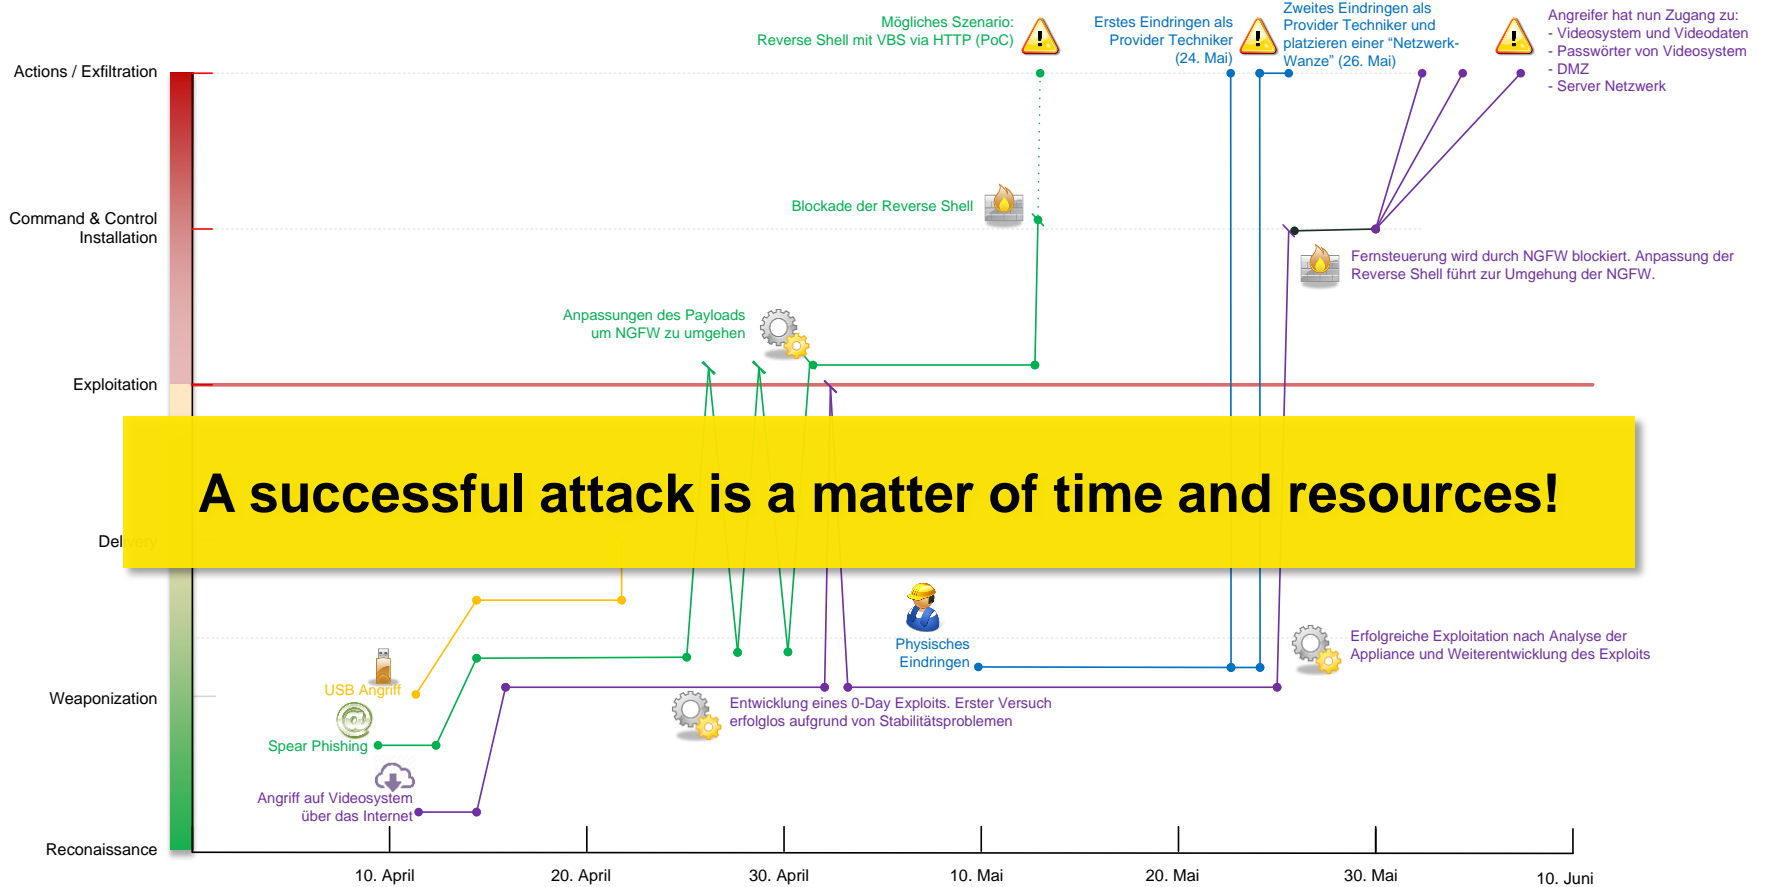 Mögliches Szenario:
Reverse Shell mit VBS via HTTP (PoC)
Erstes Eindringen als
Provider Techniker
(24. Mai)
Zweites Eindringen als
Provider Techniker und
platzieren einer “Netzwerk-
Wanze” (26. Mai)
Angreifer hat nun Zugang zu:
- Videosystem und Videodaten
- Passwörter von Videosystem
- DMZ
- Server Netzwerk
Actions / Exfiltration
Command & Control
Installation
Blockade der Reverse Shell
Fernsteuerung wird durch NGFW blockiert. Anpassung der
Reverse Shell führt zur Umgehung der NGFW.
Anpassungen des Payloads
um NGFW zu umgehen
Exploitation
A successful attack is a matter of time and resources!
Delivery
Physisches
Eindringen
Erfolgreiche Exploitation nach Analyse der
Appliance und Weiterentwicklung des Exploits
USB Angriff
Weaponization
Entwicklung eines 0-Day Exploits. Erster Versuch
erfolglos aufgrund von Stabilitätsproblemen
Spear Phishing
Angriff auf Videosystem
über das Internet
Reconaissance
10. April
20. April
30. April
10. Mai
20. Mai
30. Mai
10. Juni